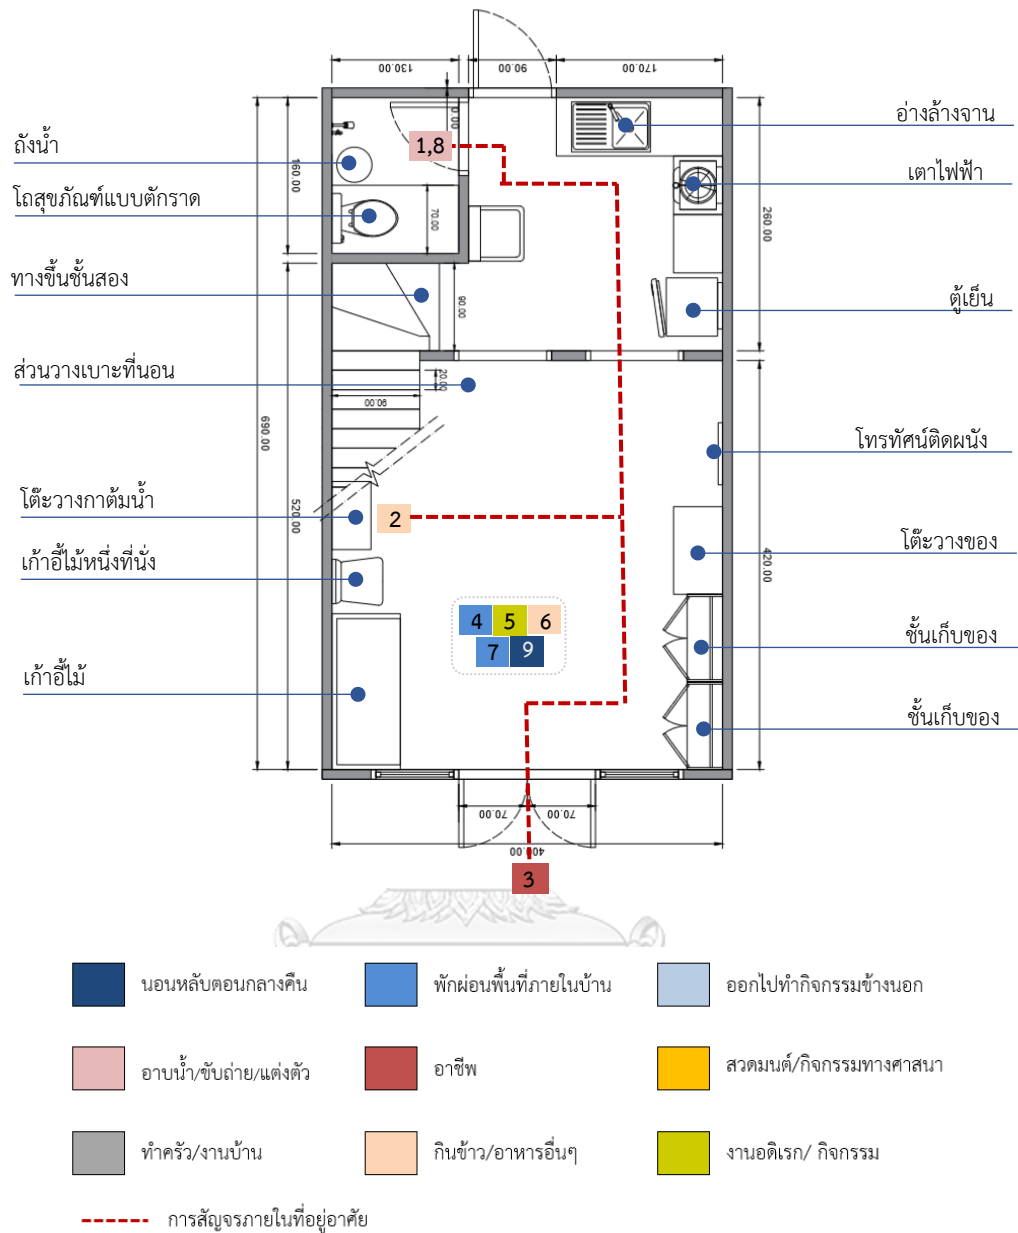 130.00
90.00
170.00
ถังน้ำ
โถสุขภัณฑ์แบบตักราด
ทางขึ้นชั้นสอง
ส่วนวางเบาะที่นอน
โต๊ะวางกาต้มน้ำ
เก้าอี้ไม้หนึ่งที่นั่ง
เก้าอี้ไม้
อ่างล้างจาน
เตาไฟฟ้า
ตู้เย็น
โทรทัศน์ติดผนัง
โต๊ะวางของ
ชั้นเก็บของ
ชั้นเก็บของ
0.00
1,8
160.00
70.00
260.00
90.00
20.00
90.00
690.00
520.00
420.00
2
4
5
6
7
9
70.00
70.00
3
นอนหลับตอนกลางคืน
พักผ่อนพื้นที่ภายในบ้าน
ออกไปทำกิจกรรมข้างนอก
อาบน้ำ/ขับถ่าย/แต่งตัว
อาชีพ
สวดมนต์/กิจกรรมทางศาสนา
ทำครัว/งานบ้าน
กินข้าว/อาหารอื่นๆ
งานอดิเรก/ กิจกรรม
การสัญจรภายในที่อยู่อาศัย